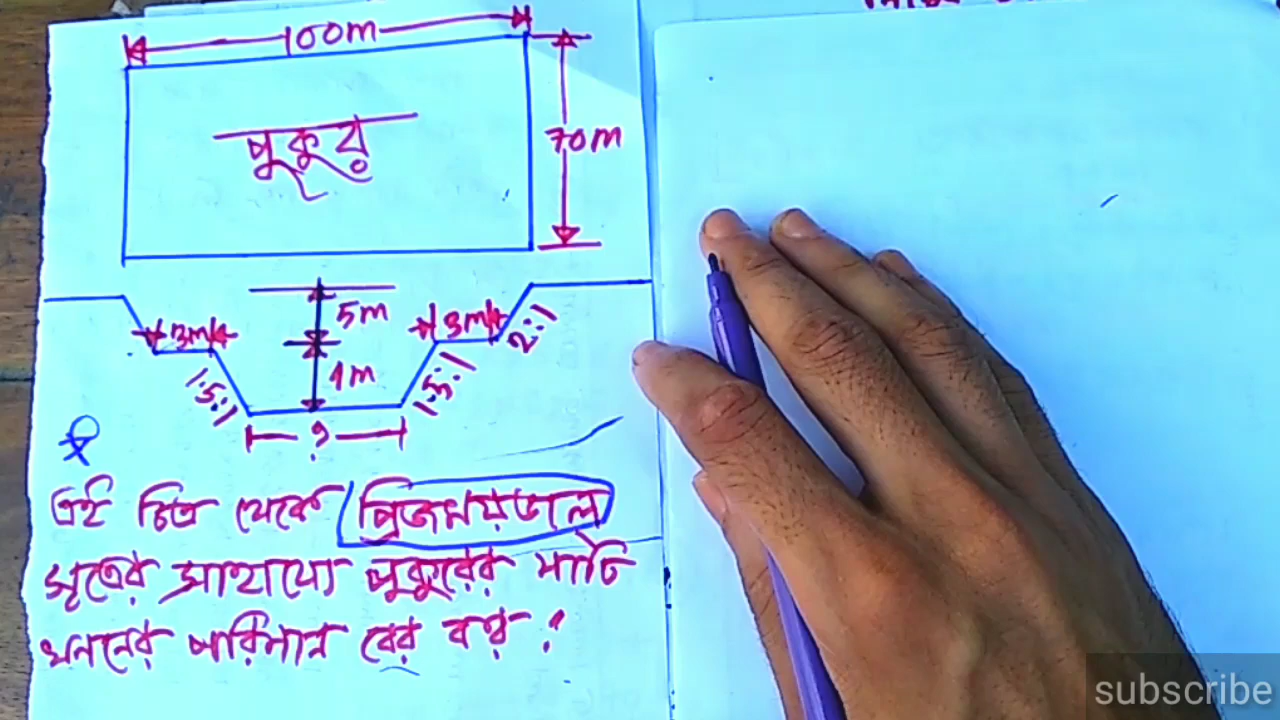 100m
পুকুর
70m
5m
3m
3m
2:1
4m
1.5:1
1.5:1
?
এই চিত্র থেকে প্রিজময়ডাল
সূত্রের সাহায্যে পুকুরের মাটি
খননের পরিমান বের কর ?
subscribe